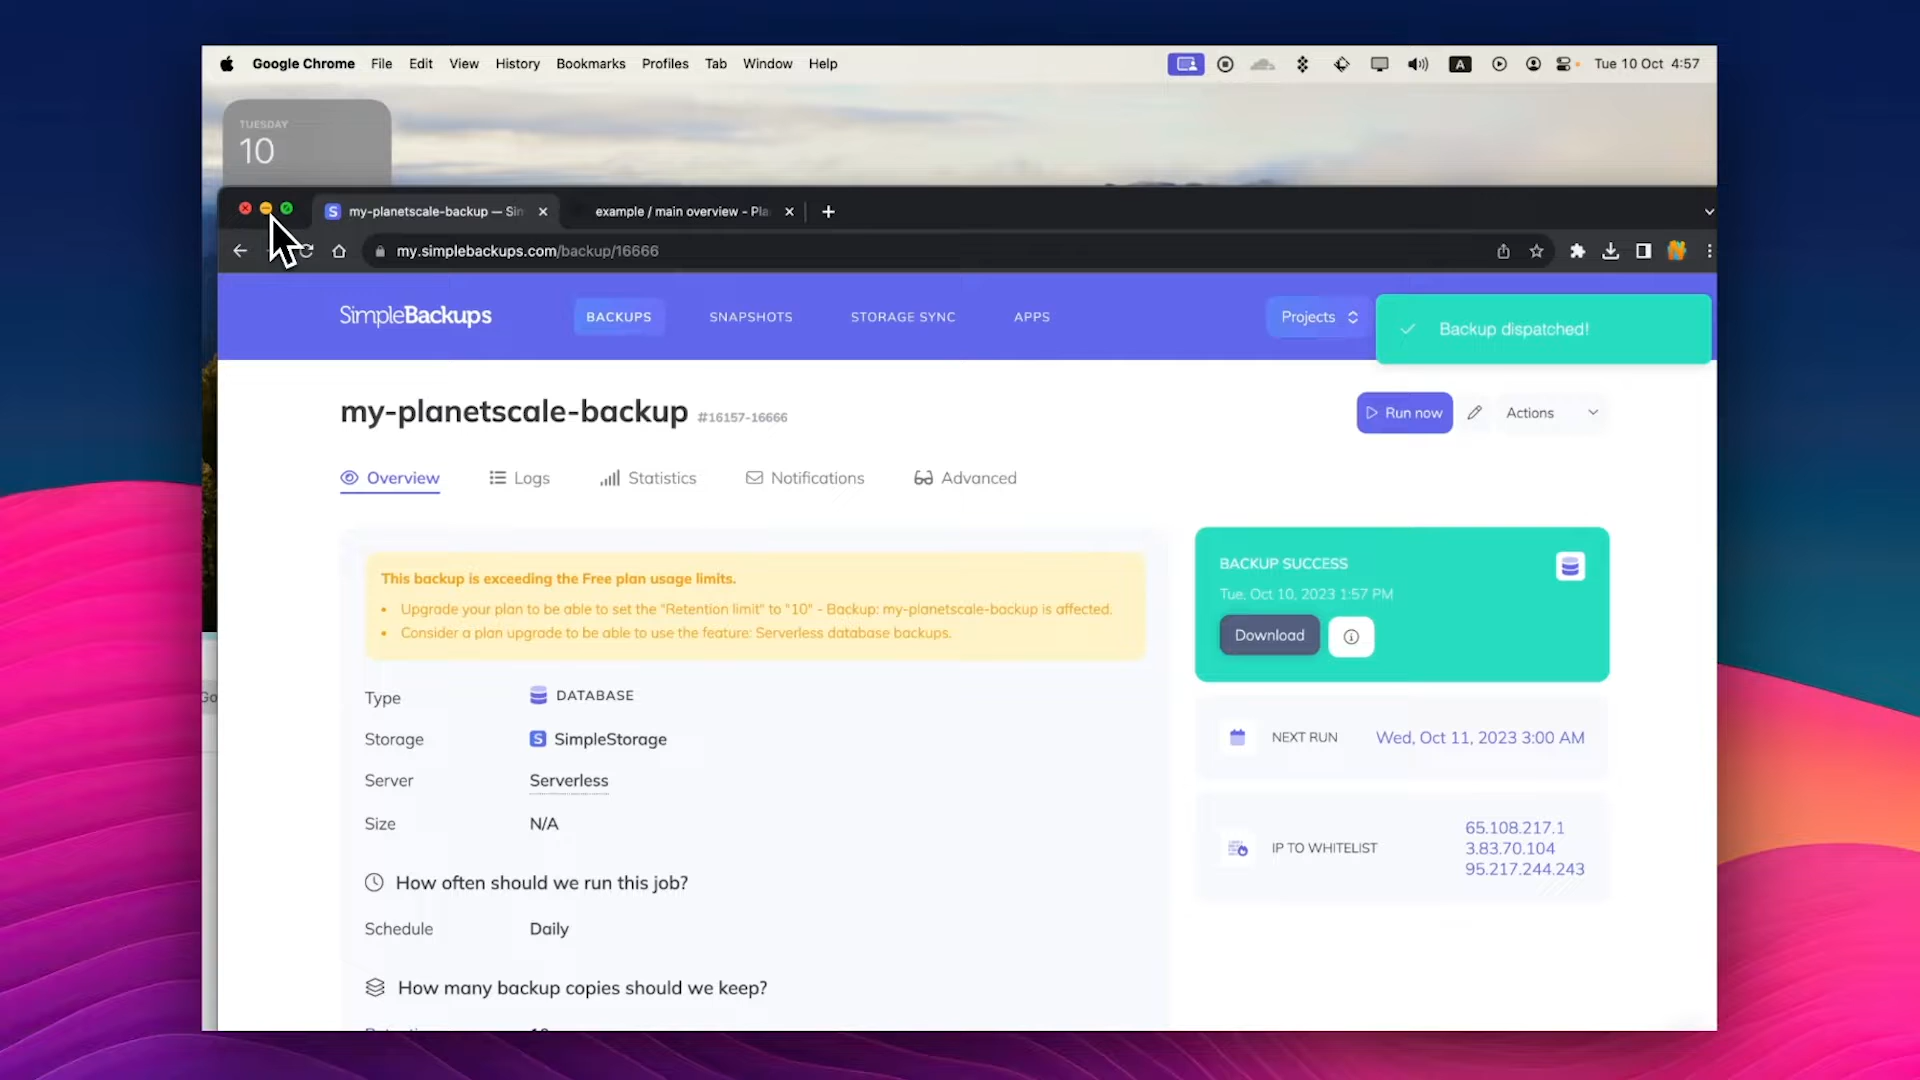 Google Chrome File Edit View History Bookmarks Profiles Tab Window Help A Tue 10 Oct 4:57
TUESDAY
10
S my-planetscale-backup — Sin
example / main overview - Pla
my.simplebackups.com/backup/16666
SimpleBackups
BACKUPS
SNAPSHOTS
STORAGE SYNC
APPS
Projects
Backup dispatched!
my-planetscale-backup #16157-16666
Run now
Actions
Overview
Logs
Statistics
Notifications
Advanced
This backup is exceeding the Free plan usage limits.
• Upgrade your plan to be able to set the "Retention limit" to "10" - Backup: my-planetscale-backup is affected.
• Consider a plan upgrade to be able to use the feature: Serverless database backups.
Type DATABASE
Storage S SimpleStorage
Server Serverless
Size N/A
How often should we run this job?
Schedule Daily
How many backup copies should we keep?
BACKUP SUCCESS
Tue, Oct 10, 2023 1:57 PM
Download
NEXT RUN Wed, Oct 11, 2023 3:00 AM
IP TO WHITELIST
65.108.217.1
3.83.70.104
95.217.244.243